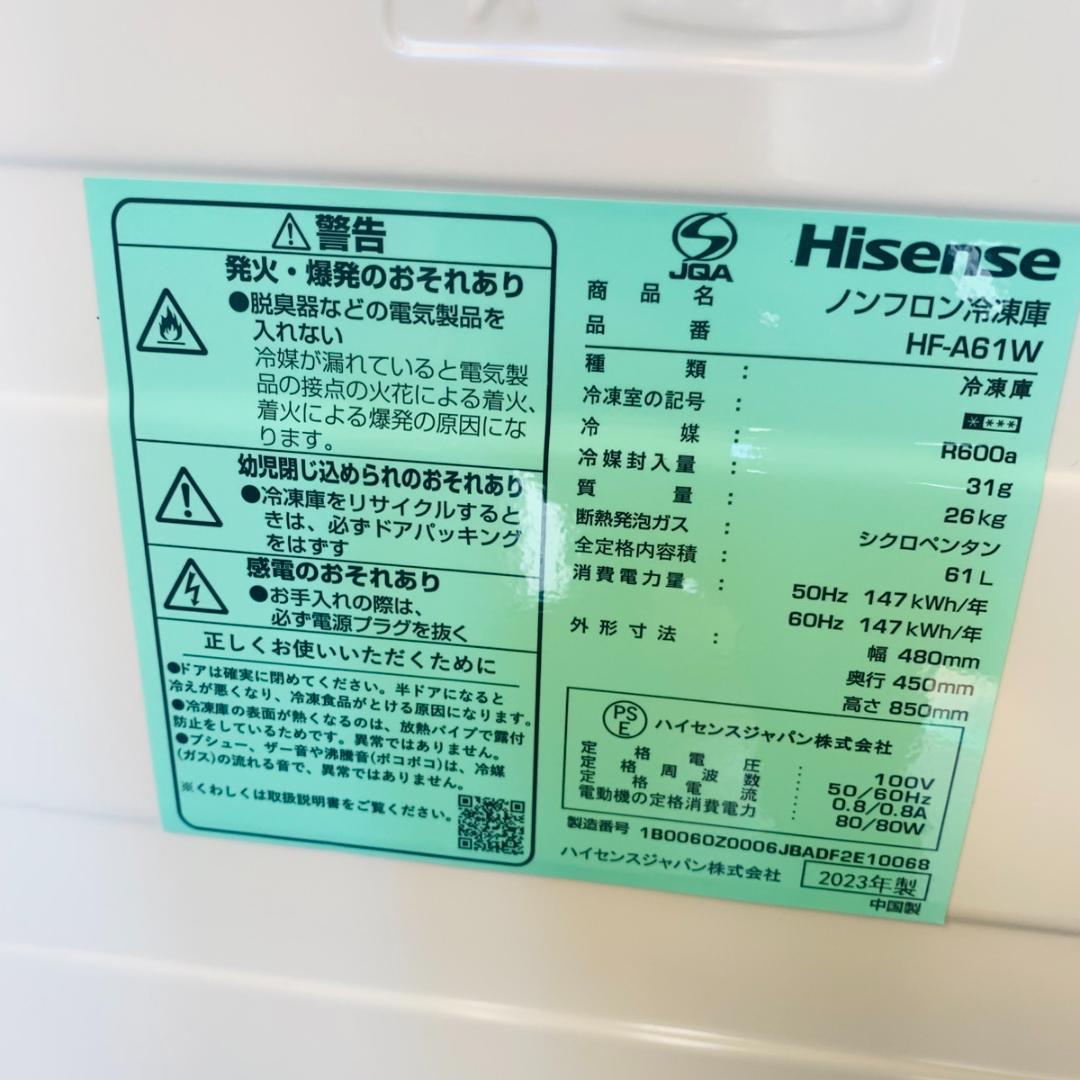 警告
発火・爆発のおそれあり
●脱臭器などの電気製品を
入れない
冷媒が漏れていると電気製
品の接点の火花による着火、
着火による爆発の原因にな
ります。
幼児閉じ込められのおそれあり
●冷凍庫をリサイクルすると
きは、必ずドアパッキング
をはずす
感電のおそれあり
●お手入れの際は、
必ず電源プラグを抜く
正しくお使いいただくために
●ドアは確実に閉めてください。半ドアになると
冷えが悪くなり、冷凍食品がとける原因になります。
●冷凍庫の表面が熱くなるのは、放熱パイプで露付
防止をしているためです。異常ではありません。
●プシュー、ザー音や沸騰音(ポコポコ)は、冷媒
(ガス)の流れる音で、異常ではありません。
※くわしくは取扱説明書をご覧ください。
JQA
Hisense
商品名 ノンフロン冷凍庫
品番 HF-A61W
種類 : 冷凍庫
冷凍室の記号 : ****
冷媒 : R600a
冷媒封入量 : 31g
質量 : 26kg
断熱発泡ガス : シクロペンタン
全定格内容積 : 61L
消費電力量 : 50Hz 147kWh/年
60Hz 147kWh/年
外形寸法 : 幅 480mm
奥行 450mm
高さ 850mm
PSE ハイセンスジャパン株式会社
定格電圧 : 100V
定格周波数 : 50/60Hz
定格電流 : 0.8/0.8A
電動機の定格消費電力 : 80/80W
製造番号 1B0060Z0006JBADF2E10068
ハイセンスジャパン株式会社 2023年製
中国製